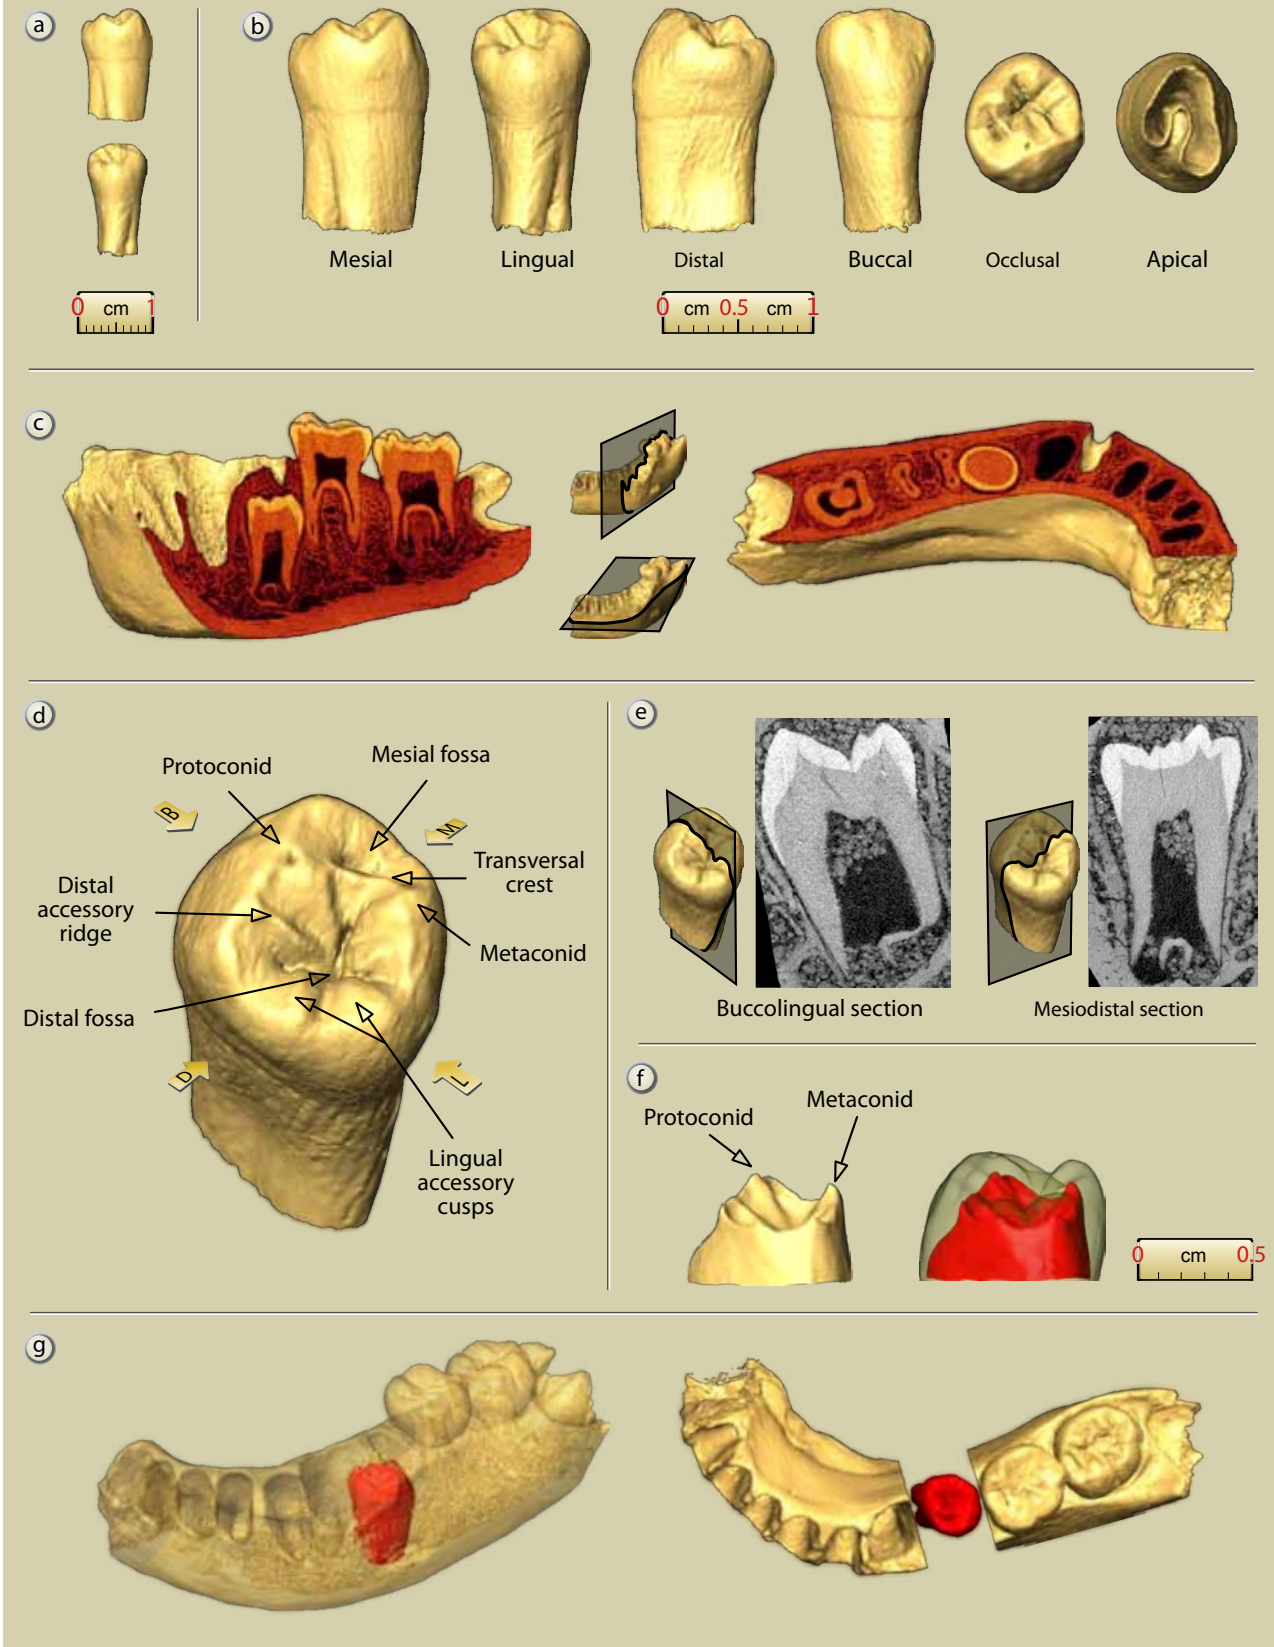 a
b
Mesial
Lingual
Distal
Buccal
Occlusal
Apical
0 cm 1
0 cm 0.5 cm 1
c
d
Protoconid
Mesial fossa
B
M
Transversal
crest
Distal
accessory
ridge
Metaconid
Distal fossa
D
L
Lingual
accessory
cusps
e
Buccolingual section
Mesiodistal section
f
Protoconid
Metaconid
0 cm 0.5
g